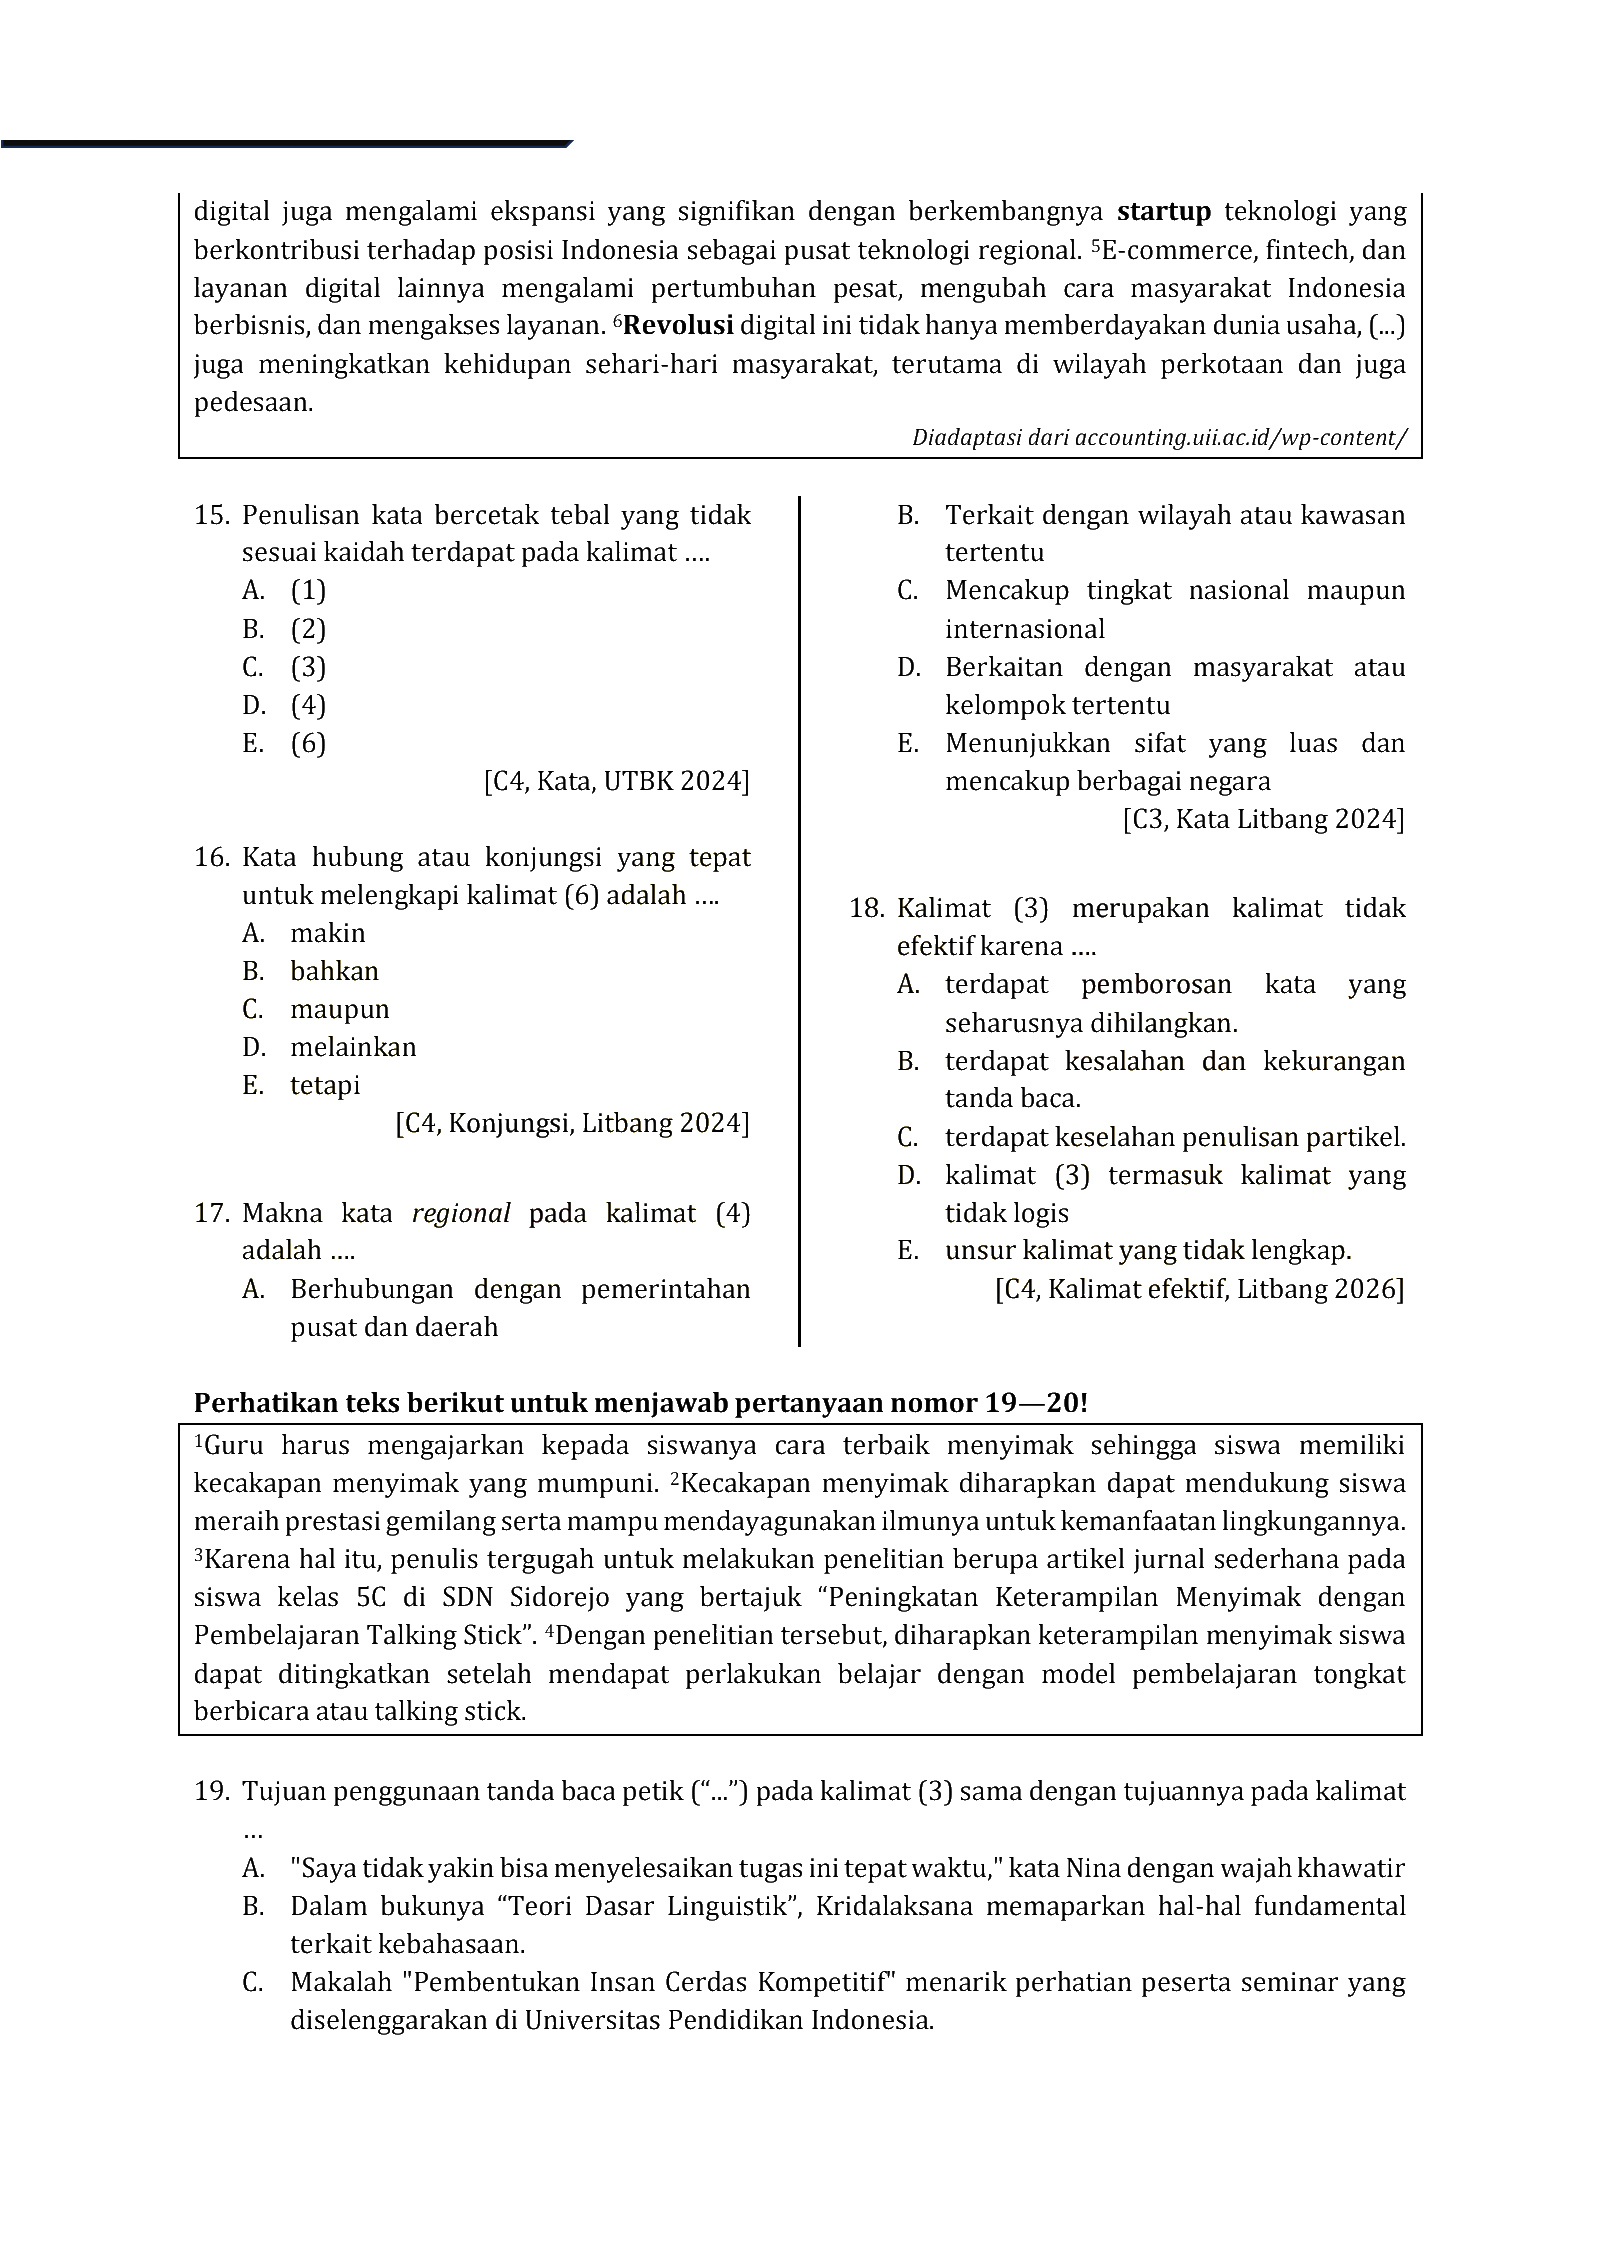 digital juga mengalami ekspansi yang signifikan dengan berkembangnya startup teknologi yang
berkontribusi terhadap posisi Indonesia sebagai pusat teknologi regional. ⁵E-commerce, fintech, dan
layanan digital lainnya mengalami pertumbuhan pesat, mengubah cara masyarakat Indonesia
berbisnis, dan mengakses layanan. ⁶Revolusi digital ini tidak hanya memberdayakan dunia usaha, (...)
juga meningkatkan kehidupan sehari-hari masyarakat, terutama di wilayah perkotaan dan juga
pedesaan.
Diadaptasi dari accounting.uii.ac.id/wp-content/
15. Penulisan kata bercetak tebal yang tidak
sesuai kaidah terdapat pada kalimat ....
A. (1)
B. (2)
C. (3)
D. (4)
E. (6)
[C4, Kata, UTBK 2024]
16. Kata hubung atau konjungsi yang tepat
untuk melengkapi kalimat (6) adalah ....
A. makin
B. bahkan
C. maupun
D. melainkan
E. tetapi
[C4, Konjungsi, Litbang 2024]
17. Makna kata regional pada kalimat (4)
adalah ....
A. Berhubungan dengan pemerintahan
pusat dan daerah
B. Terkait dengan wilayah atau kawasan
tertentu
C. Mencakup tingkat nasional maupun
internasional
D. Berkaitan dengan masyarakat atau
kelompok tertentu
E. Menunjukkan sifat yang luas dan
mencakup berbagai negara
[C3, Kata Litbang 2024]
18. Kalimat (3) merupakan kalimat tidak
efektif karena ....
A. terdapat pemborosan kata yang
seharusnya dihilangkan.
B. terdapat kesalahan dan kekurangan
tanda baca.
C. terdapat keselahan penulisan partikel.
D. kalimat (3) termasuk kalimat yang
tidak logis
E. unsur kalimat yang tidak lengkap.
[C4, Kalimat efektif, Litbang 2026]
Perhatikan teks berikut untuk menjawab pertanyaan nomor 19—20!
¹Guru harus mengajarkan kepada siswanya cara terbaik menyimak sehingga siswa memiliki
kecakapan menyimak yang mumpuni. ²Kecakapan menyimak diharapkan dapat mendukung siswa
meraih prestasi gemilang serta mampu mendayagunakan ilmunya untuk kemanfaatan lingkungannya.
³Karena hal itu, penulis tergugah untuk melakukan penelitian berupa artikel jurnal sederhana pada
siswa kelas 5C di SDN Sidorejo yang bertajuk “Peningkatan Keterampilan Menyimak dengan
Pembelajaran Talking Stick”. ⁴Dengan penelitian tersebut, diharapkan keterampilan menyimak siswa
dapat ditingkatkan setelah mendapat perlakukan belajar dengan model pembelajaran tongkat
berbicara atau talking stick.
19. Tujuan penggunaan tanda baca petik (“...”) pada kalimat (3) sama dengan tujuannya pada kalimat
...
A. "Saya tidak yakin bisa menyelesaikan tugas ini tepat waktu," kata Nina dengan wajah khawatir
B. Dalam bukunya “Teori Dasar Linguistik”, Kridalaksana memaparkan hal-hal fundamental
terkait kebahasaan.
C. Makalah "Pembentukan Insan Cerdas Kompetitif" menarik perhatian peserta seminar yang
diselenggarakan di Universitas Pendidikan Indonesia.